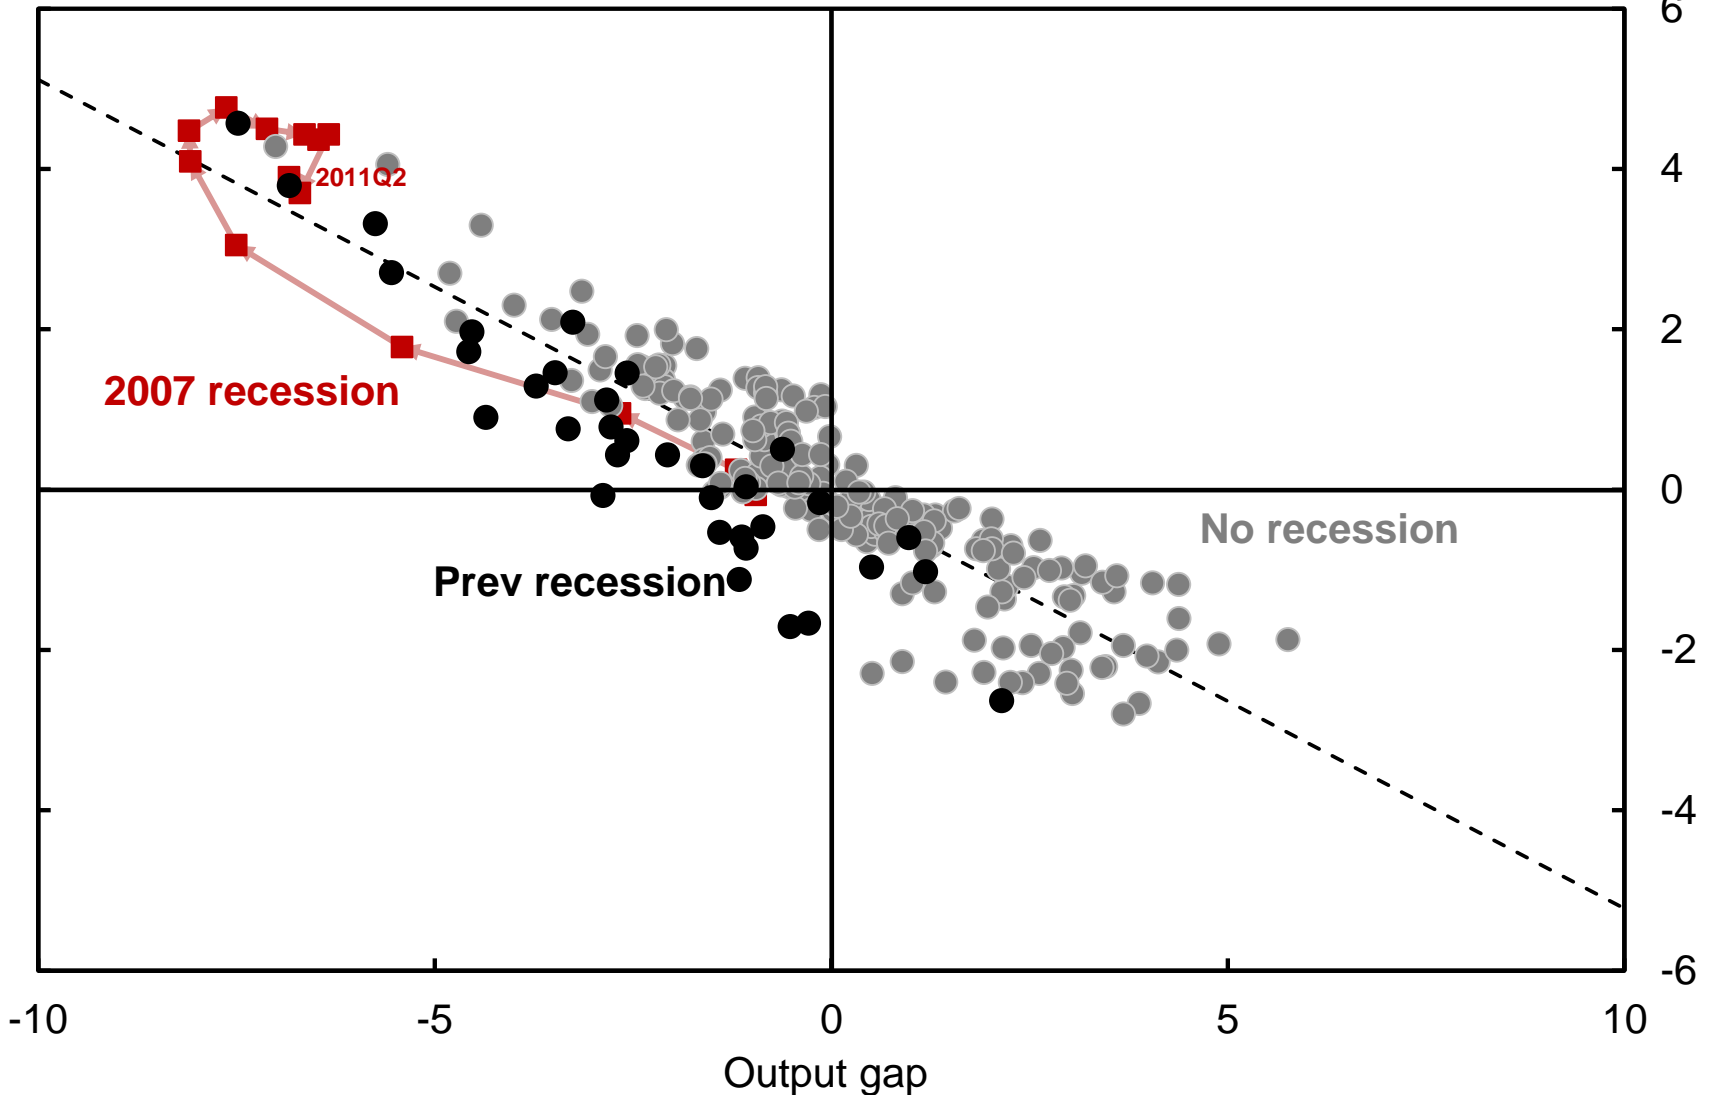 6
2011Q2
4
2
2007 recession
0
No recession
Prev recession
-2
-4
-6
-10 -5 0 5 10
Output gap